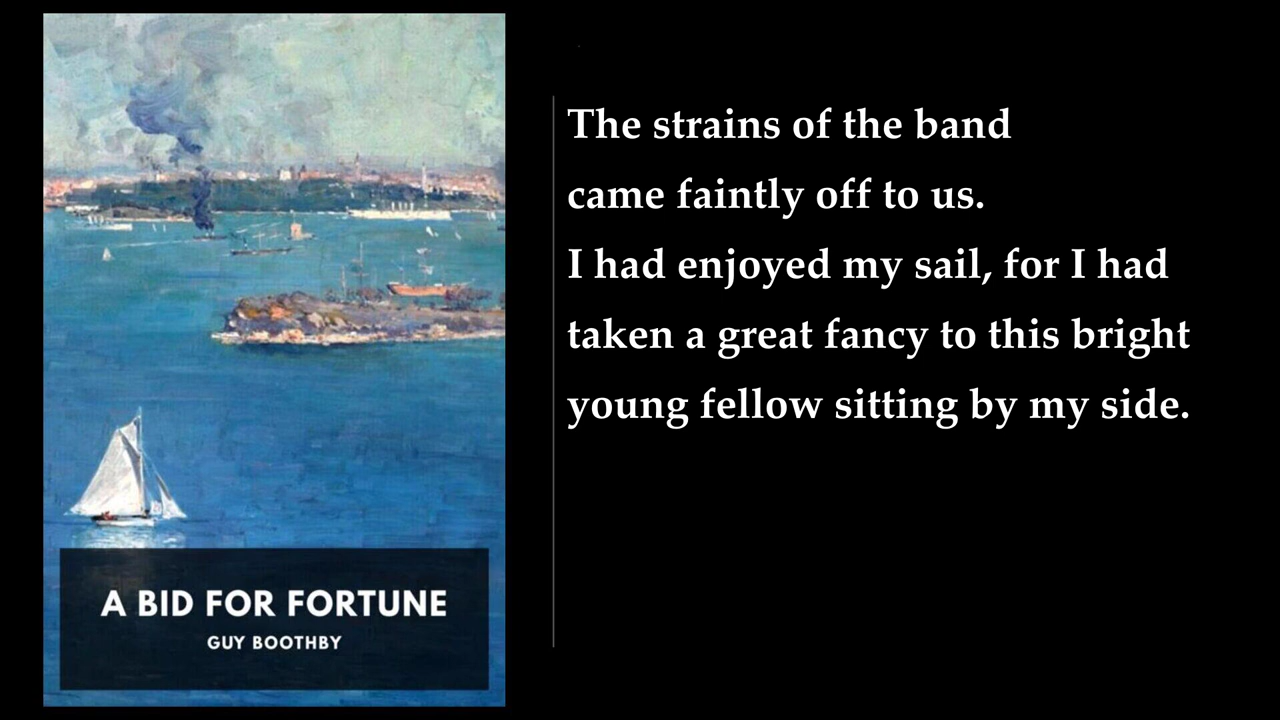 The strains of the band
came faintly off to us.
I had enjoyed my sail, for I had
taken a great fancy to this bright
young fellow sitting by my side.
A BID FOR FORTUNE
GUY BOOTHBY